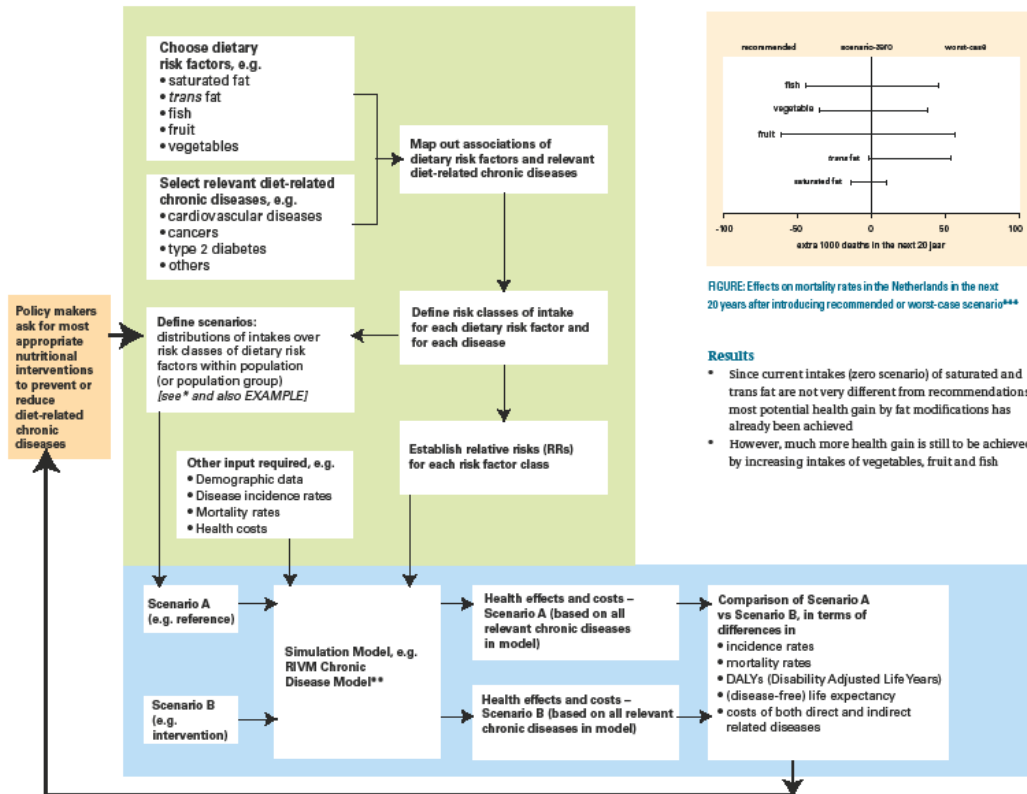 Choose dietary
risk factors, e.g.
• saturated fat
• trans fat
• fish
• fruit
• vegetables
Select relevant diet-related
chronic diseases, e.g.
• cardiovascular diseases
• cancers
• type 2 diabetes
• others
Map out associations of
dietary risk factors and relevant
diet-related chronic diseases
Policy makers
ask for most
appropriate
nutritional
interventions
to prevent or
reduce
diet-related
chronic
diseases
Define scenarios:
distributions of intakes over
risk classes of dietary risk
factors within population
(or population group)
[see* and also EXAMPLE]
Define risk classes of intake
for each dietary risk factor and
for each disease
Establish relative risks (RRs)
for each risk factor class
Other input required, e.g.
• Demographic data
• Disease incidence rates
• Mortality rates
• Health costs
Scenario A
(e.g. reference)
Scenario B
(e.g.
intervention)
Simulation Model, e.g.
RIVM Chronic
Disease Model**
Health effects and costs –
Scenario A (based on all
relevant chronic diseases
in model)
Health effects and costs –
Scenario B (based on all relevant
chronic diseases in model)
Comparison of Scenario A
vs Scenario B, in terms of
differences in
• incidence rates
• mortality rates
• DALYs (Disability Adjusted Life Years)
• (disease-free) life expectancy
• costs of both direct and indirect
related diseases
recommended scenario-zero worst-case
fish
vegetable
fruit
trans fat
saturated fat
-100 -50 0 50 100
extra 1000 deaths in the next 20 jaar
FIGURE: Effects on mortality rates in the Netherlands in the next
20 years after introducing recommended or worst-case scenario***
Results
• Since current intakes (zero scenario) of saturated and
trans fat are not very different from recommendations
most potential health gain by fat modifications has
already been achieved
• However, much more health gain is still to be achieved
by increasing intakes of vegetables, fruit and fish